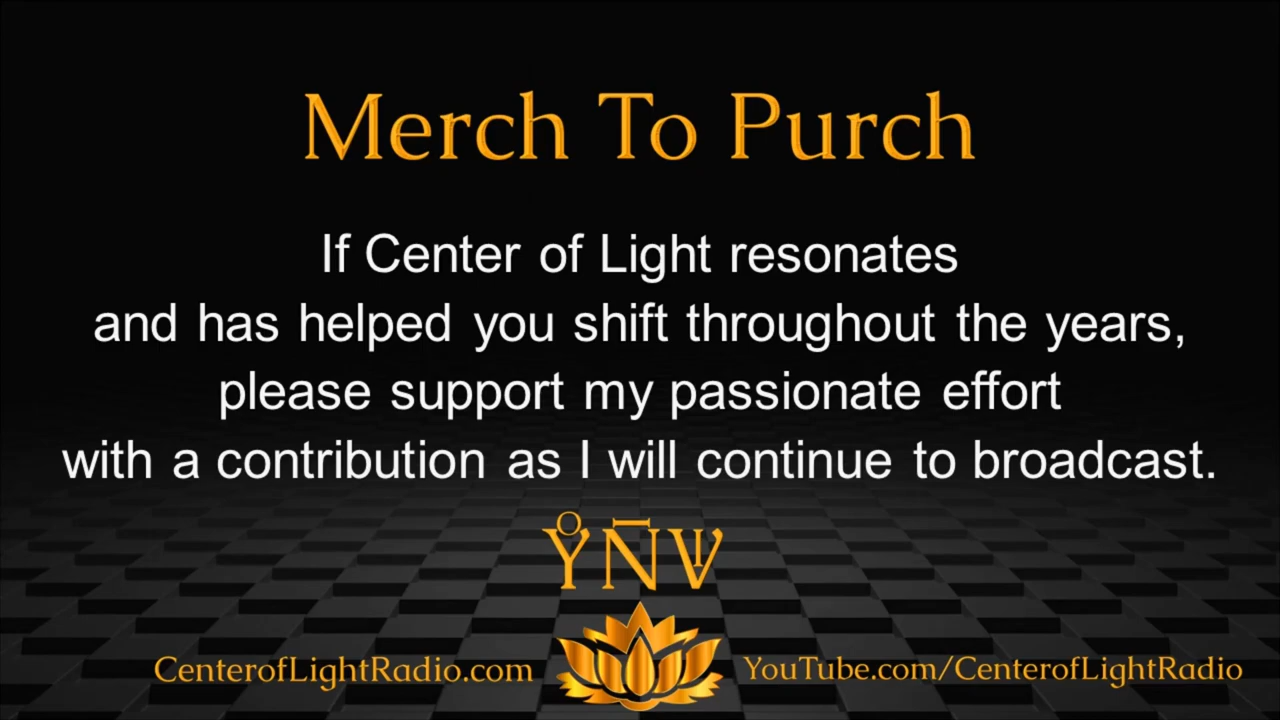 Merch To Purch
If Center of Light resonates
and has helped you shift throughout the years,
please support my passionate effort
with a contribution as I will continue to broadcast.
CenterofLightRadio.com
YouTube.com/CenterofLightRadio